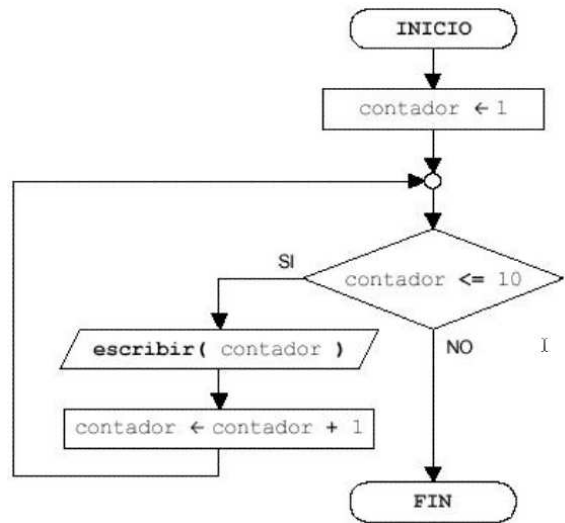 INICIO
contador ← 1
SI
contador <= 10
escribir( contador )
NO
contador ← contador + 1
FIN